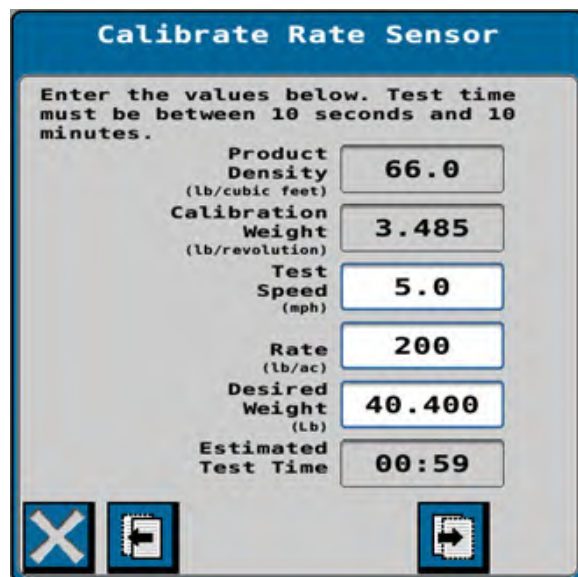 Calibrate Rate Sensor
Enter the values below. Test time
must be between 10 seconds and 10
minutes.
Product
Density
(lb/cubic feet)
66.0
Calibration
Weight
(lb/revolution)
3.485
Test
Speed
(mph)
5.0
Rate
(lb/ac)
200
Desired
Weight
(Lb)
40.400
Estimated
Test Time
00:59